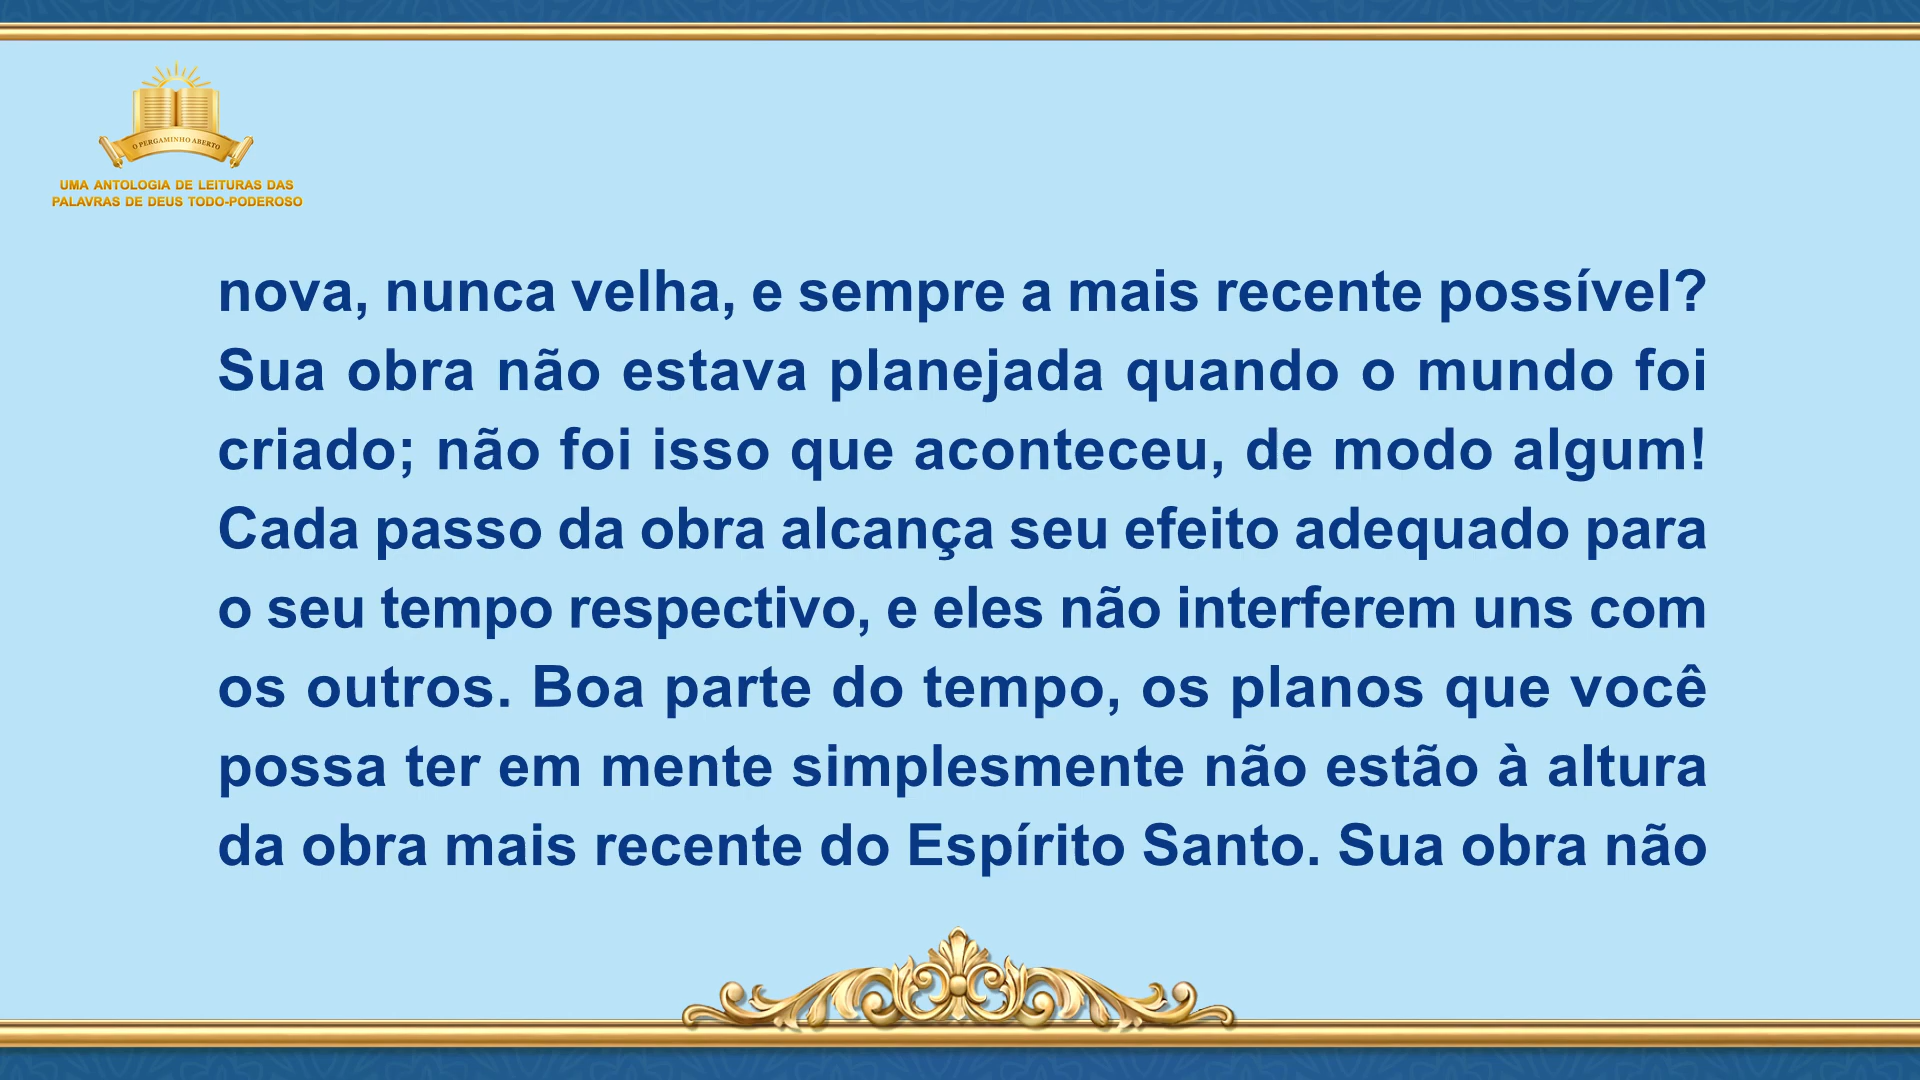 O PERGAMINHO ABERTO
UMA ANTOLOGIA DE LEITURAS DAS
PALAVRAS DE DEUS TODO-PODEROSO
nova, nunca velha, e sempre a mais recente possível?
Sua obra não estava planejada quando o mundo foi
criado; não foi isso que aconteceu, de modo algum!
Cada passo da obra alcança seu efeito adequado para
o seu tempo respectivo, e eles não interferem uns com
os outros. Boa parte do tempo, os planos que você
possa ter em mente simplesmente não estão à altura
da obra mais recente do Espírito Santo. Sua obra não